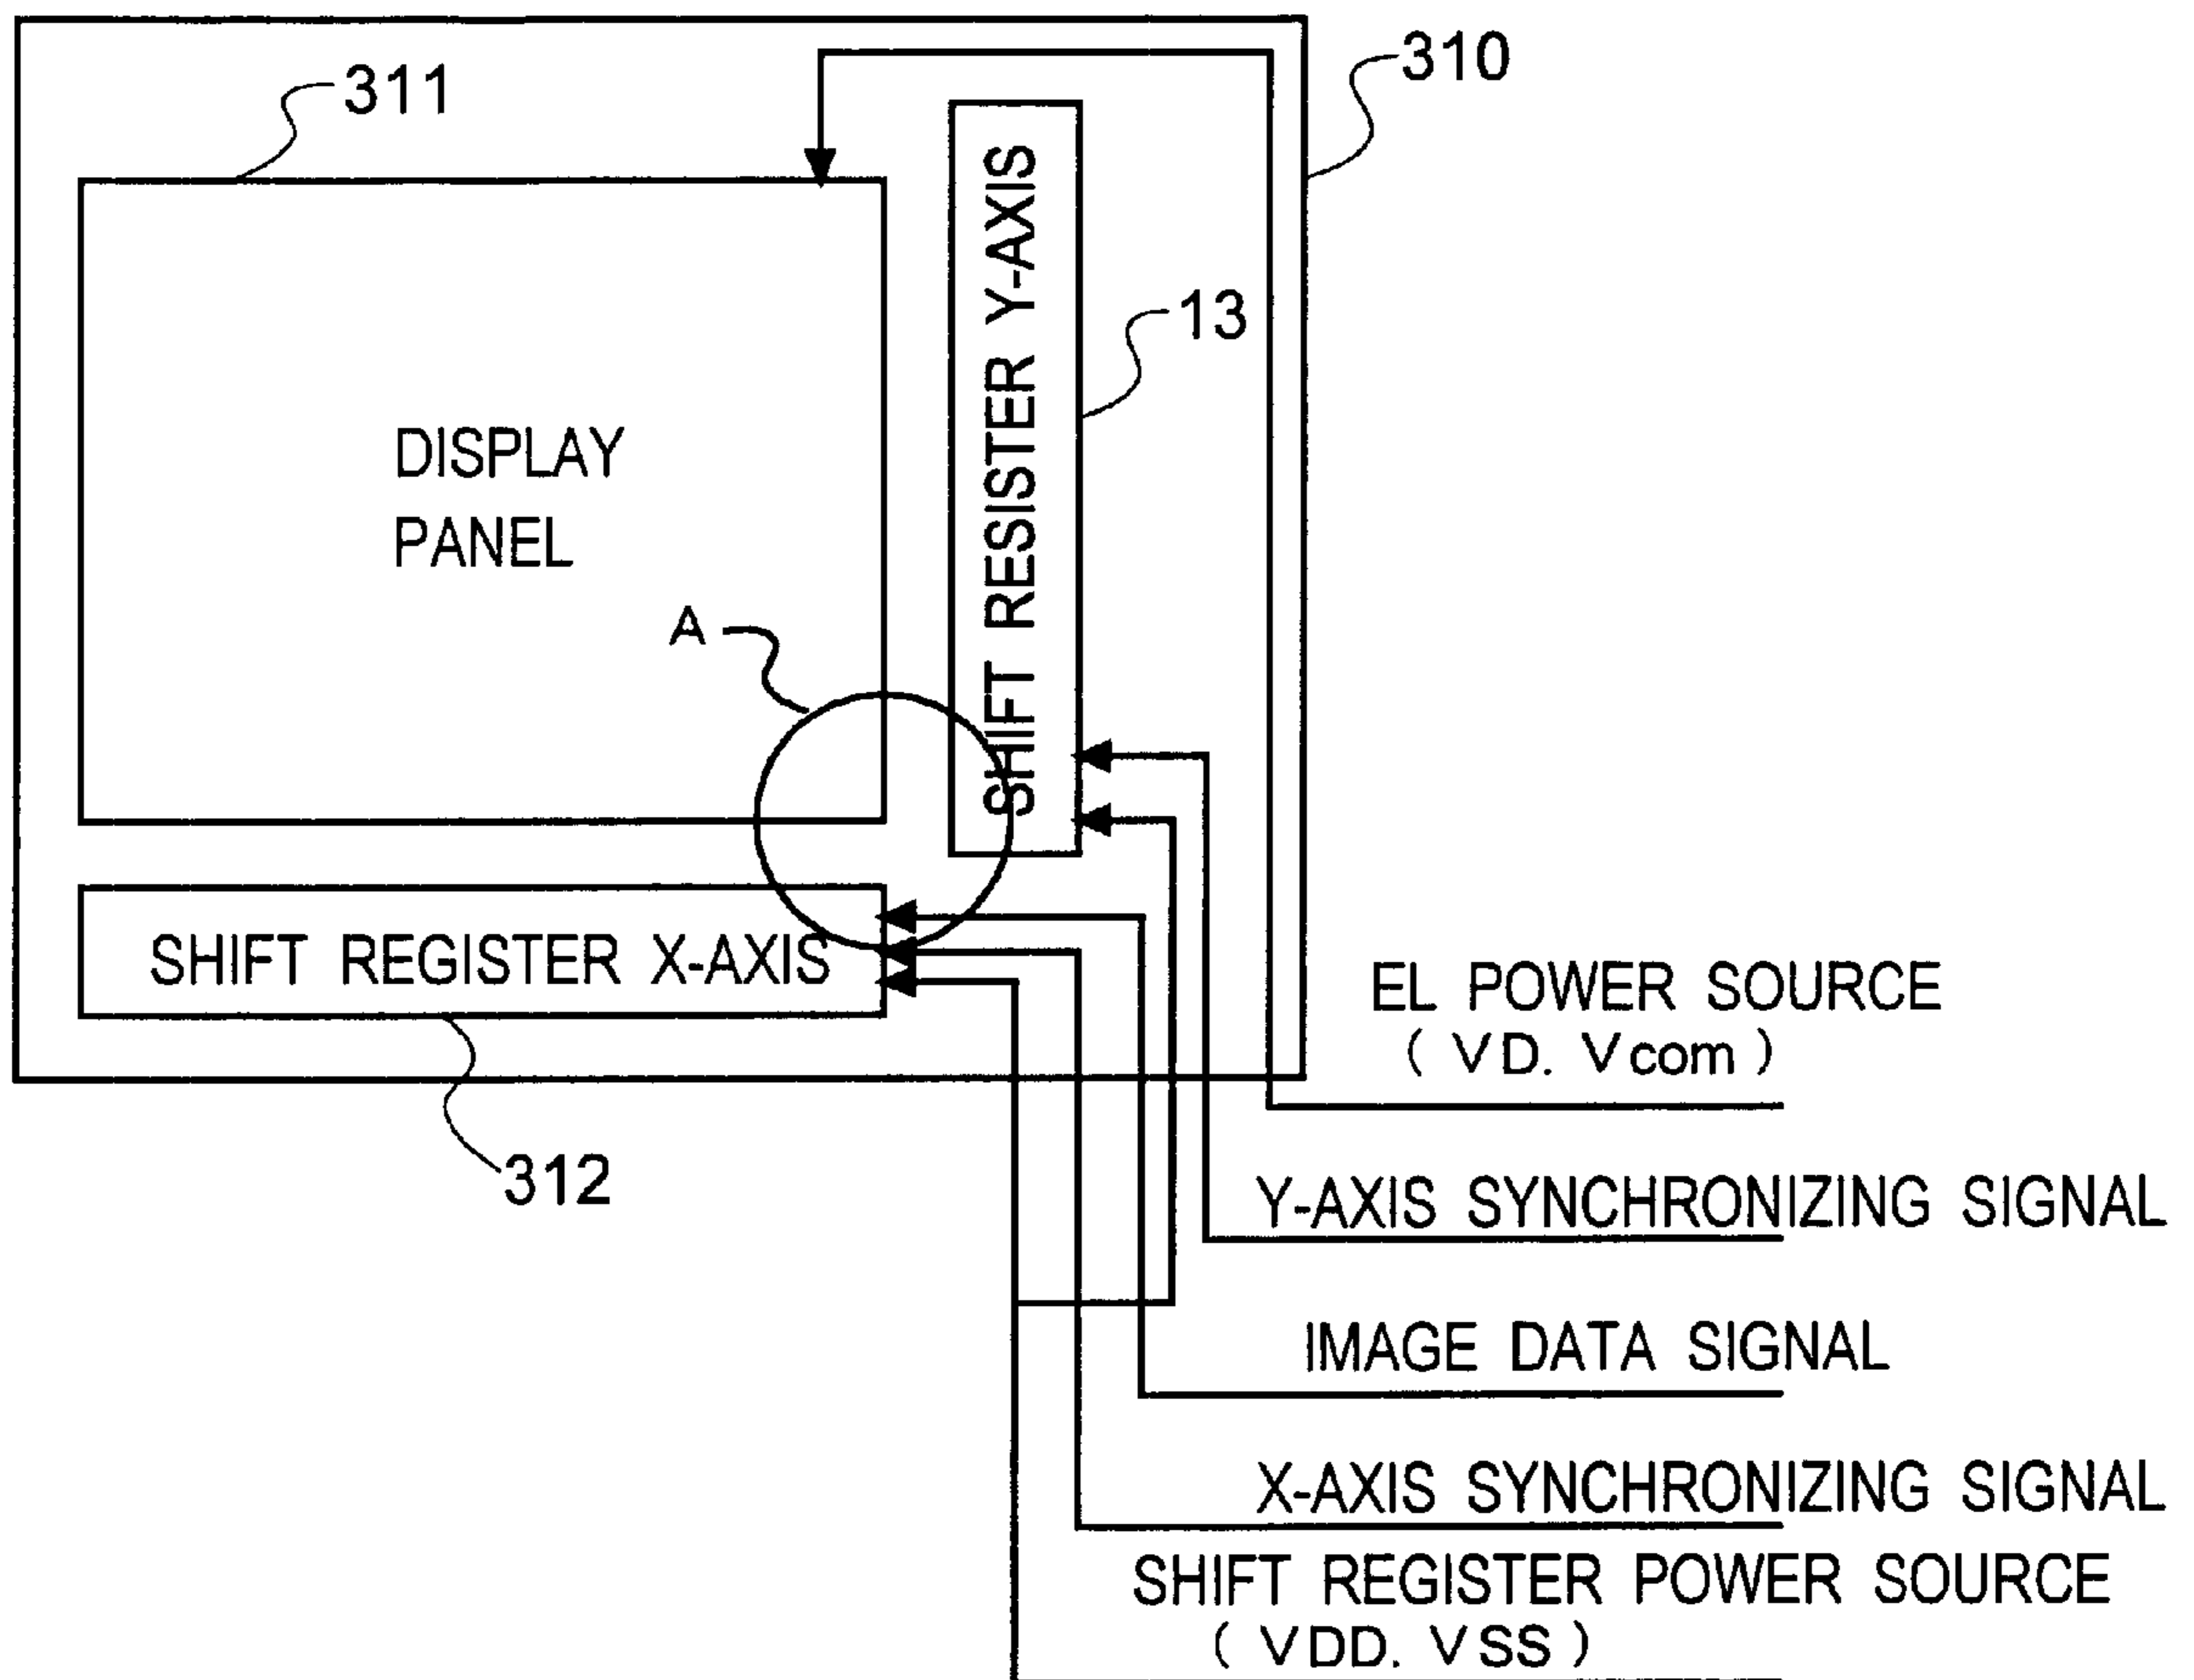 310
311
SHIFT RESISTER Y-AXIS
13
DISPLAY
PANEL
A
SHIFT REGISTER X-AXIS
312
EL POWER SOURCE
( VD. Vcom )
Y-AXIS SYNCHRONIZING SIGNAL
IMAGE DATA SIGNAL
X-AXIS SYNCHRONIZING SIGNAL
SHIFT REGISTER POWER SOURCE
( VDD. VSS )